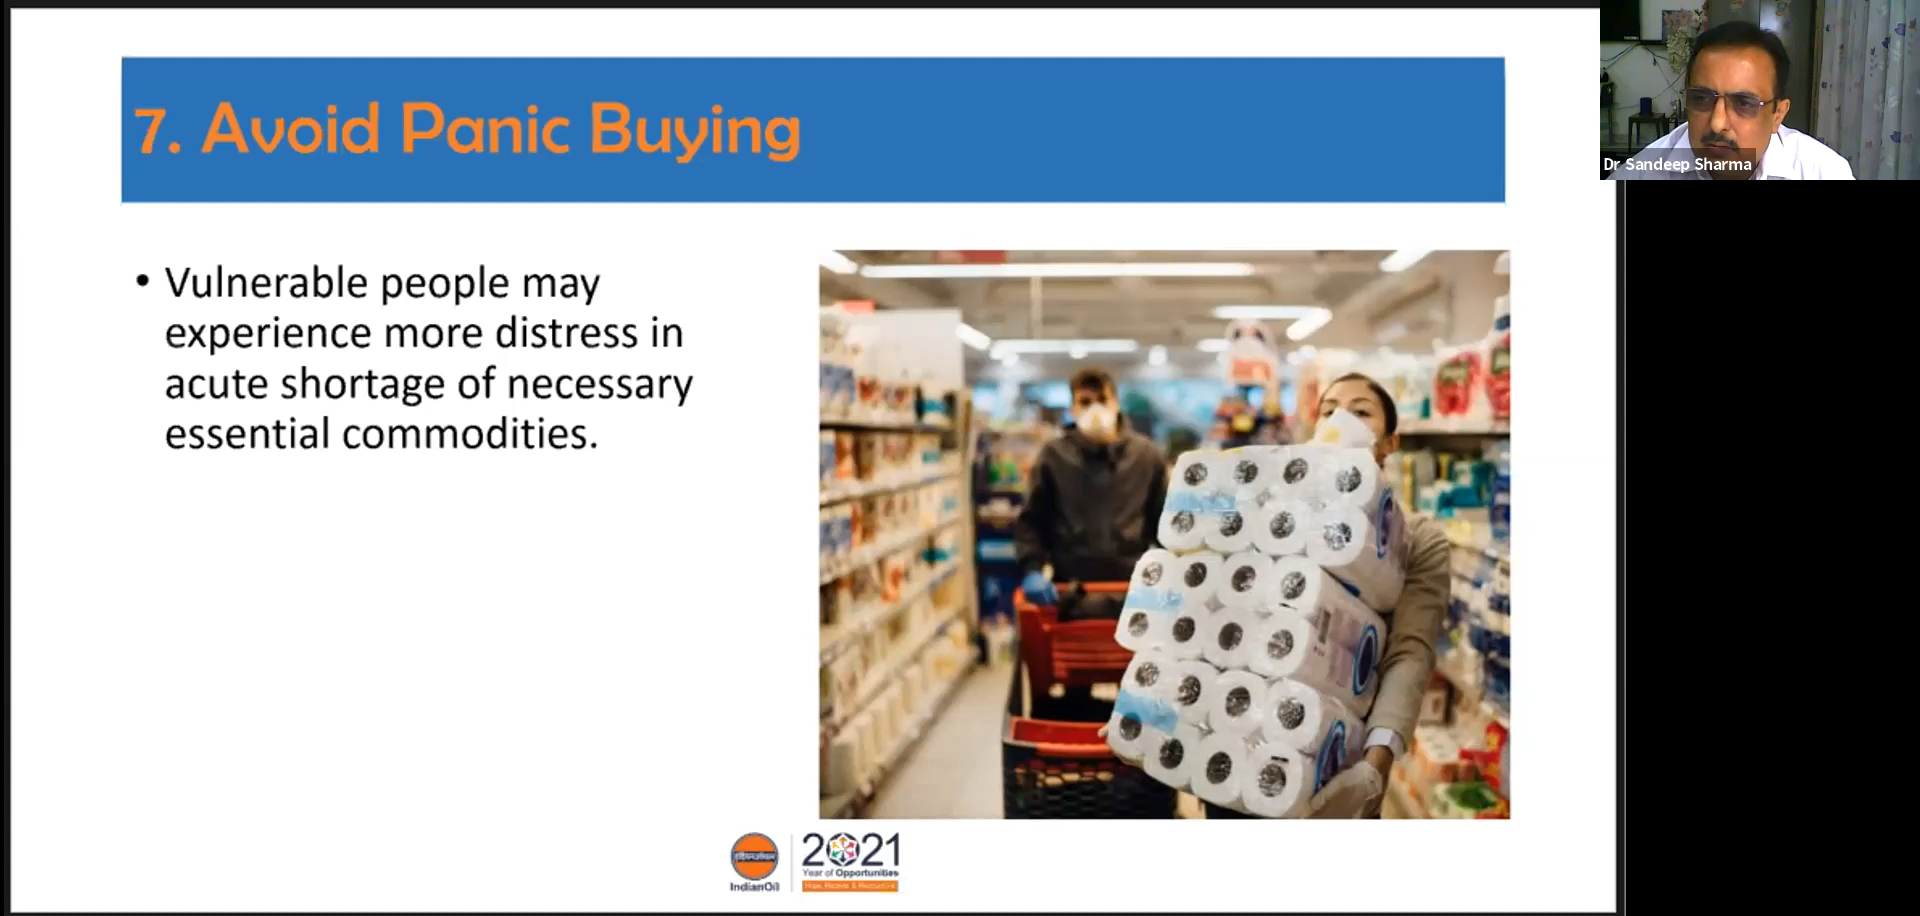 7. Avoid Panic Buying
Dr Sandeep Sharma
• Vulnerable people may
experience more distress in
acute shortage of necessary
essential commodities.
IndianOil
2021
Year of Opportunities